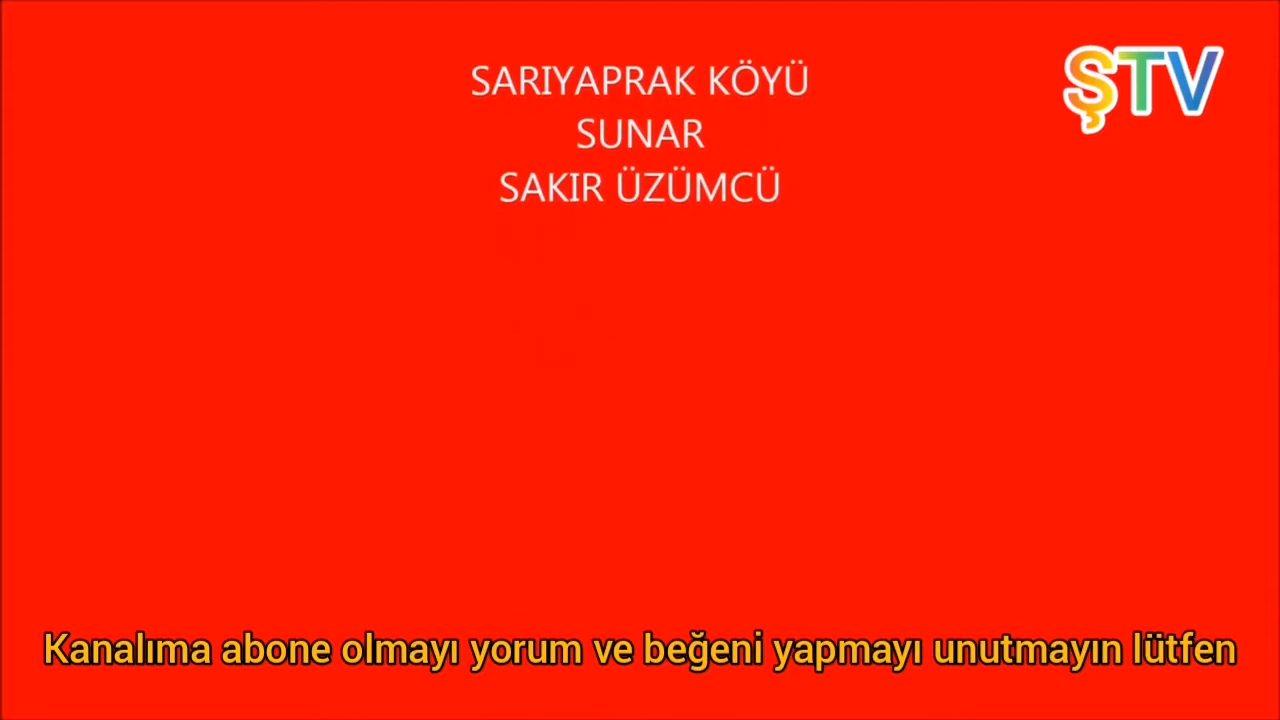 SARIYAPRAK KÖYÜ
ŞTV
SUNAR
SAKIR ÜZÜMCÜ
Kanalıma abone olmayı yorum ve beğeni yapmayı unutmayın lütfen